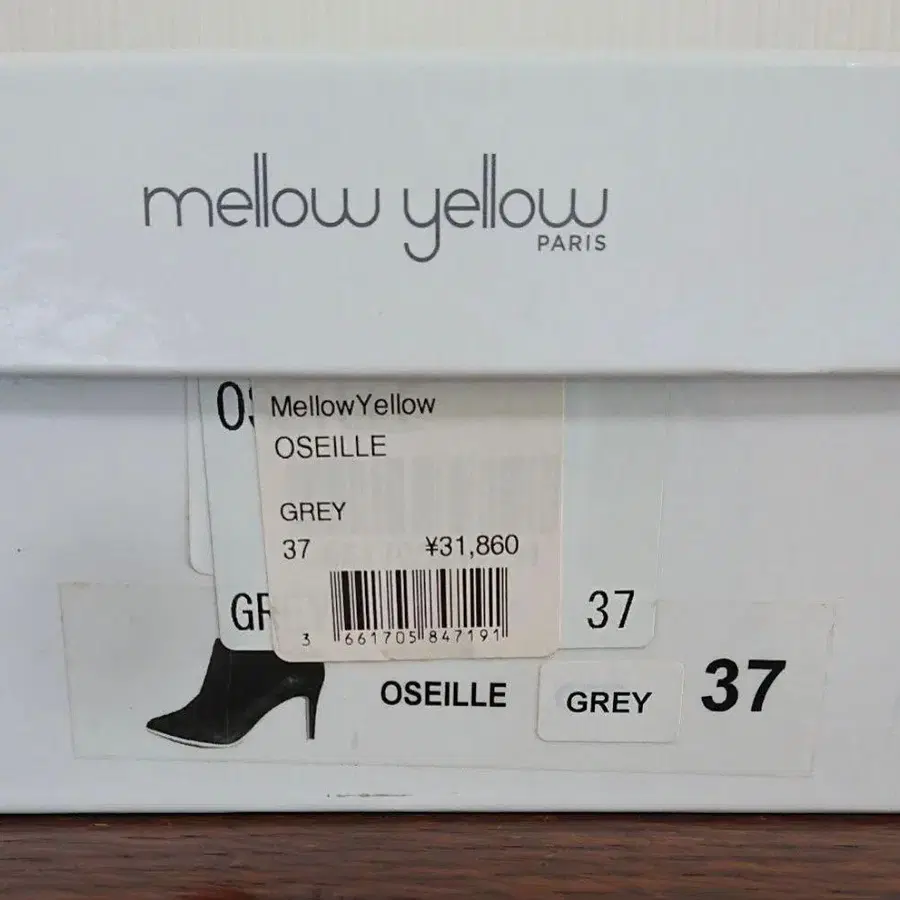 mellow yellow
PARIS
MellowYellow
OSEILLE
GREY
37 ¥31,860
3 661705 847191
37
OSEILLE GREY 37